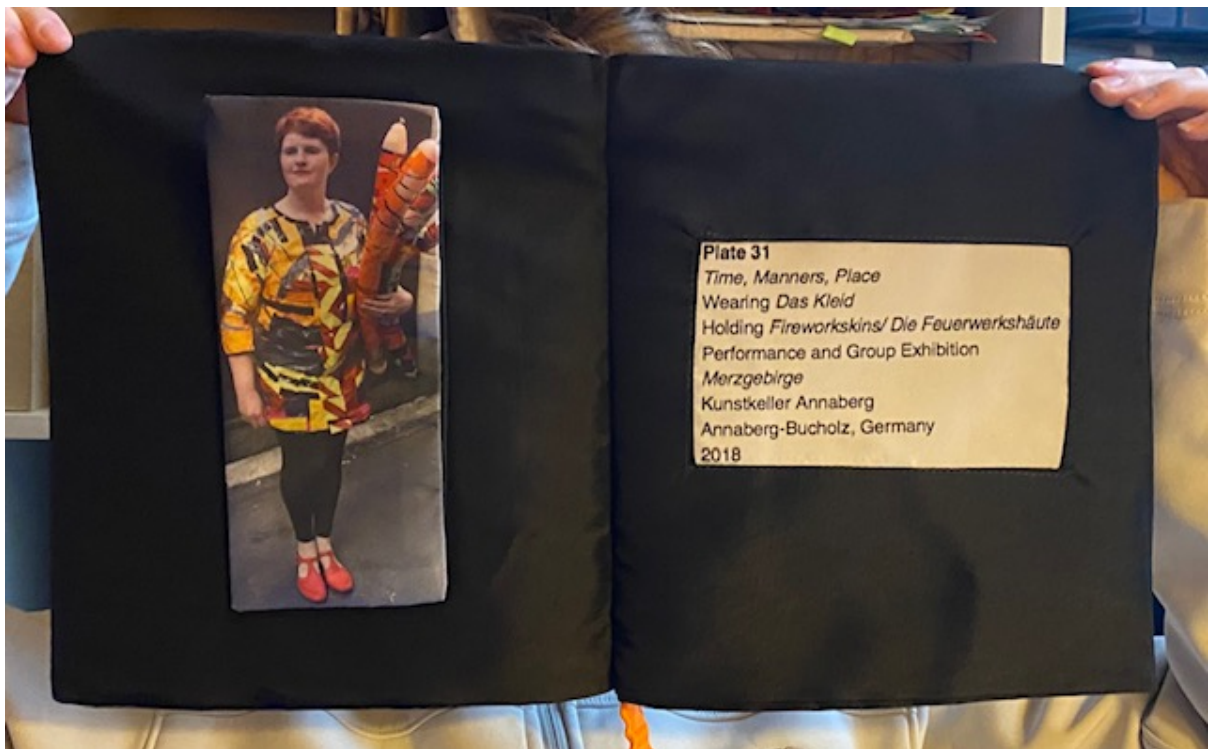 Plate 31
Time, Manners, Place
Wearing Das Kleid
Holding Fireworkskins/ Die Feuerwerkshäute
Performance and Group Exhibition
Merzgebirge
Kunstkeller Annaberg
Annaberg-Bucholz, Germany
2018